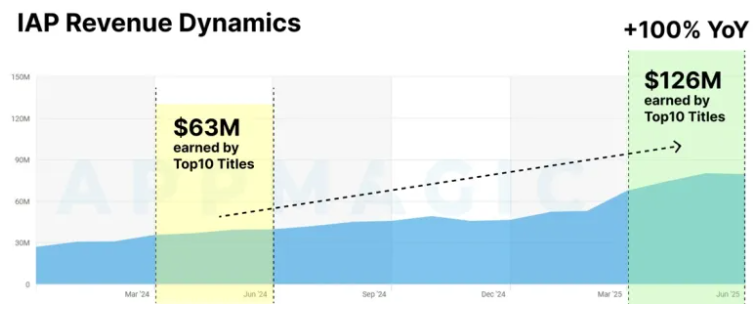 IAP Revenue Dynamics
+100% YoY
150M
120M
90M
60M
30M
0
$63M
earned by
Top10 Titles
$126M
earned by
Top10 Titles
APPMAGIC
Mar '24
Jun '24
Sep '24
Dec '24
Mar '25
Jun '25